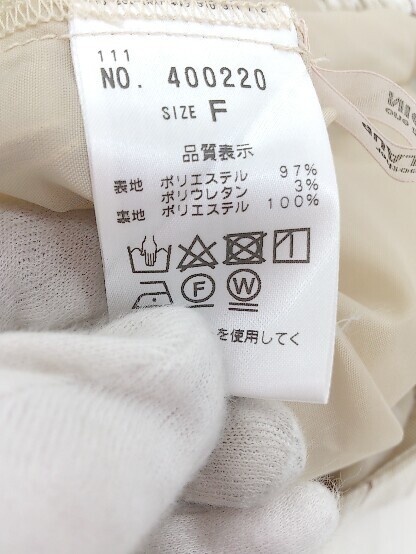 111
NO. 400220
SIZE F
品質表示
表地 ポリエステル 97%
ポリウレタン 3%
裏地 ポリエステル 100%
F W
を使用してく